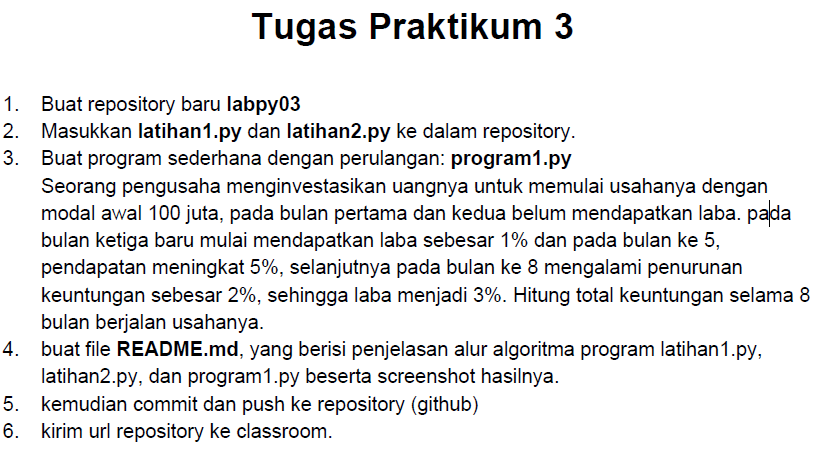 Tugas Praktikum 3
1. Buat repository baru labpy03
2. Masukkan latihan1.py dan latihan2.py ke dalam repository.
3. Buat program sederhana dengan perulangan: program1.py
Seorang pengusaha menginvestasikan uangnya untuk memulai usahanya dengan
modal awal 100 juta, pada bulan pertama dan kedua belum mendapatkan laba. pada
bulan ketiga baru mulai mendapatkan laba sebesar 1% dan pada bulan ke 5,
pendapatan meningkat 5%, selanjutnya pada bulan ke 8 mengalami penurunan
keuntungan sebesar 2%, sehingga laba menjadi 3%. Hitung total keuntungan selama 8
bulan berjalan usahanya.
4. buat file README.md, yang berisi penjelasan alur algoritma program latihan1.py,
latihan2.py, dan program1.py beserta screenshot hasilnya.
5. kemudian commit dan push ke repository (github)
6. kirim url repository ke classroom.